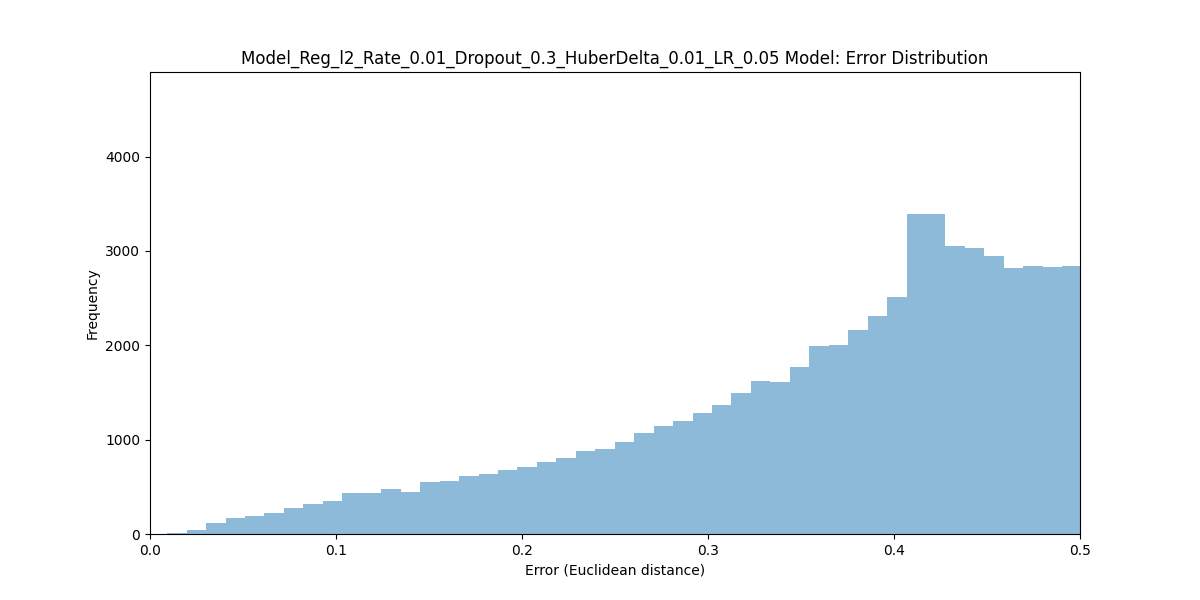 Model_Reg_l2_Rate_0.01_Dropout_0.3_HuberDelta_0.01_LR_0.05 Model: Error Distribution
4000
3000
2000
1000
0
Frequency
0.0 0.1 0.2 0.3 0.4 0.5
Error (Euclidean distance)